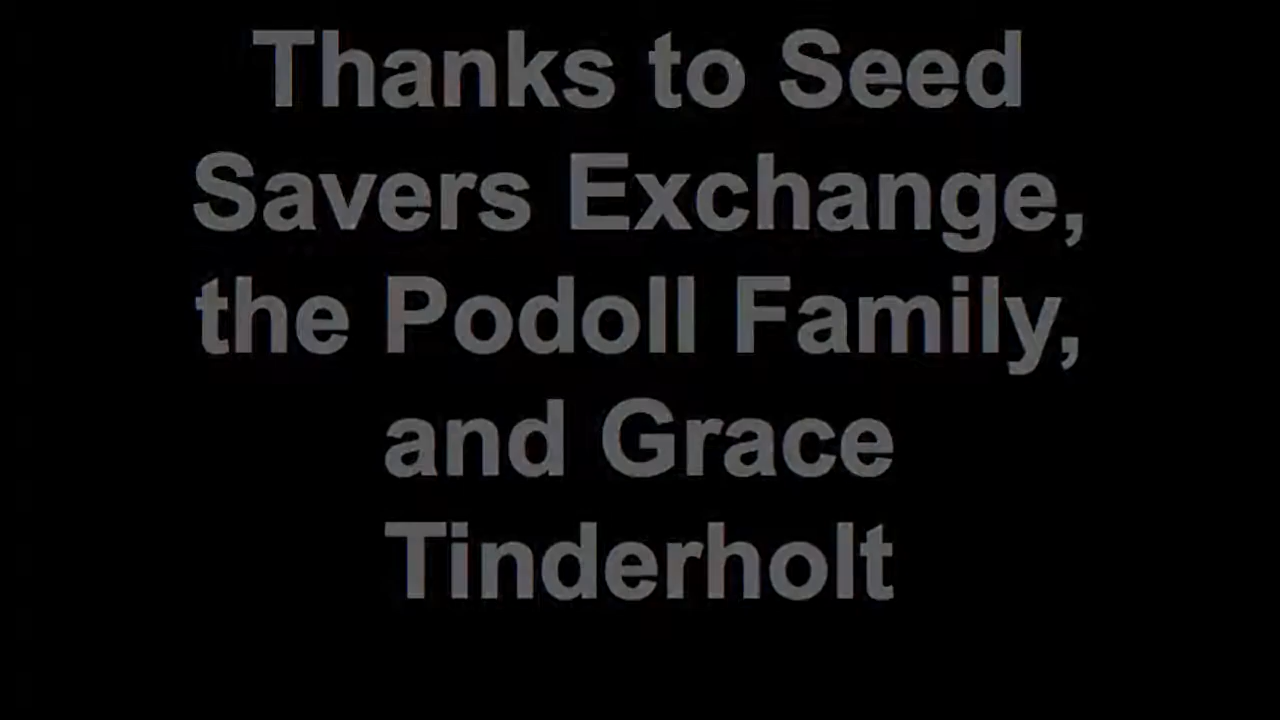 Thanks to Seed
Savers Exchange,
the Podoll Family,
and Grace
Tinderholt